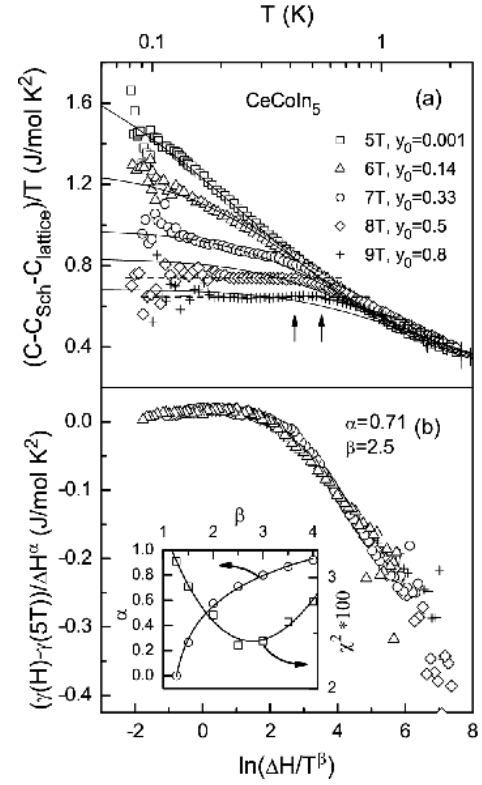 T (K)
0.1 1
(C-C_Sch-C_lattice)/T (J/mol K²)
1.6
1.2
0.8
0.4
(a)
CeCoIn₅
5T, y₀=0.001
6T, y₀=0.14
7T, y₀=0.33
8T, y₀=0.5
9T, y₀=0.8
(γ(H)-γ(5T))/ΔH^α (J/mol K²)
0.0
-0.1
-0.2
-0.3
-0.4
α=0.71 (b)
β=2.5
β
1 2 3 4
α
1.0
0.8
0.6
0.4
0.2
0.0
χ²*100
3
2
-2 0 2 4 6 8
ln(ΔH/T^β)